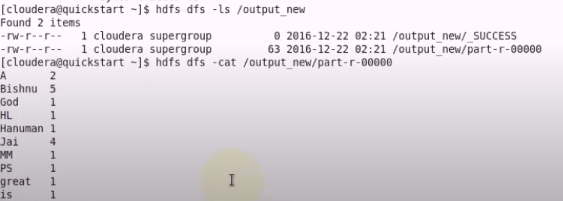 [cloudera@quickstart ~]$ hdfs dfs -ls /output_new
Found 2 items
-rw-r--r--   1 cloudera supergroup          0 2016-12-22 02:21 /output_new/_SUCCESS
-rw-r--r--   1 cloudera supergroup         63 2016-12-22 02:21 /output_new/part-r-00000
[cloudera@quickstart ~]$ hdfs dfs -cat /output_new/part-r-00000
A       2
Bishnu  5
God     1
HL      1
Hanuman 1
Jai     4
MM      1
PS      1
great   1
is      1